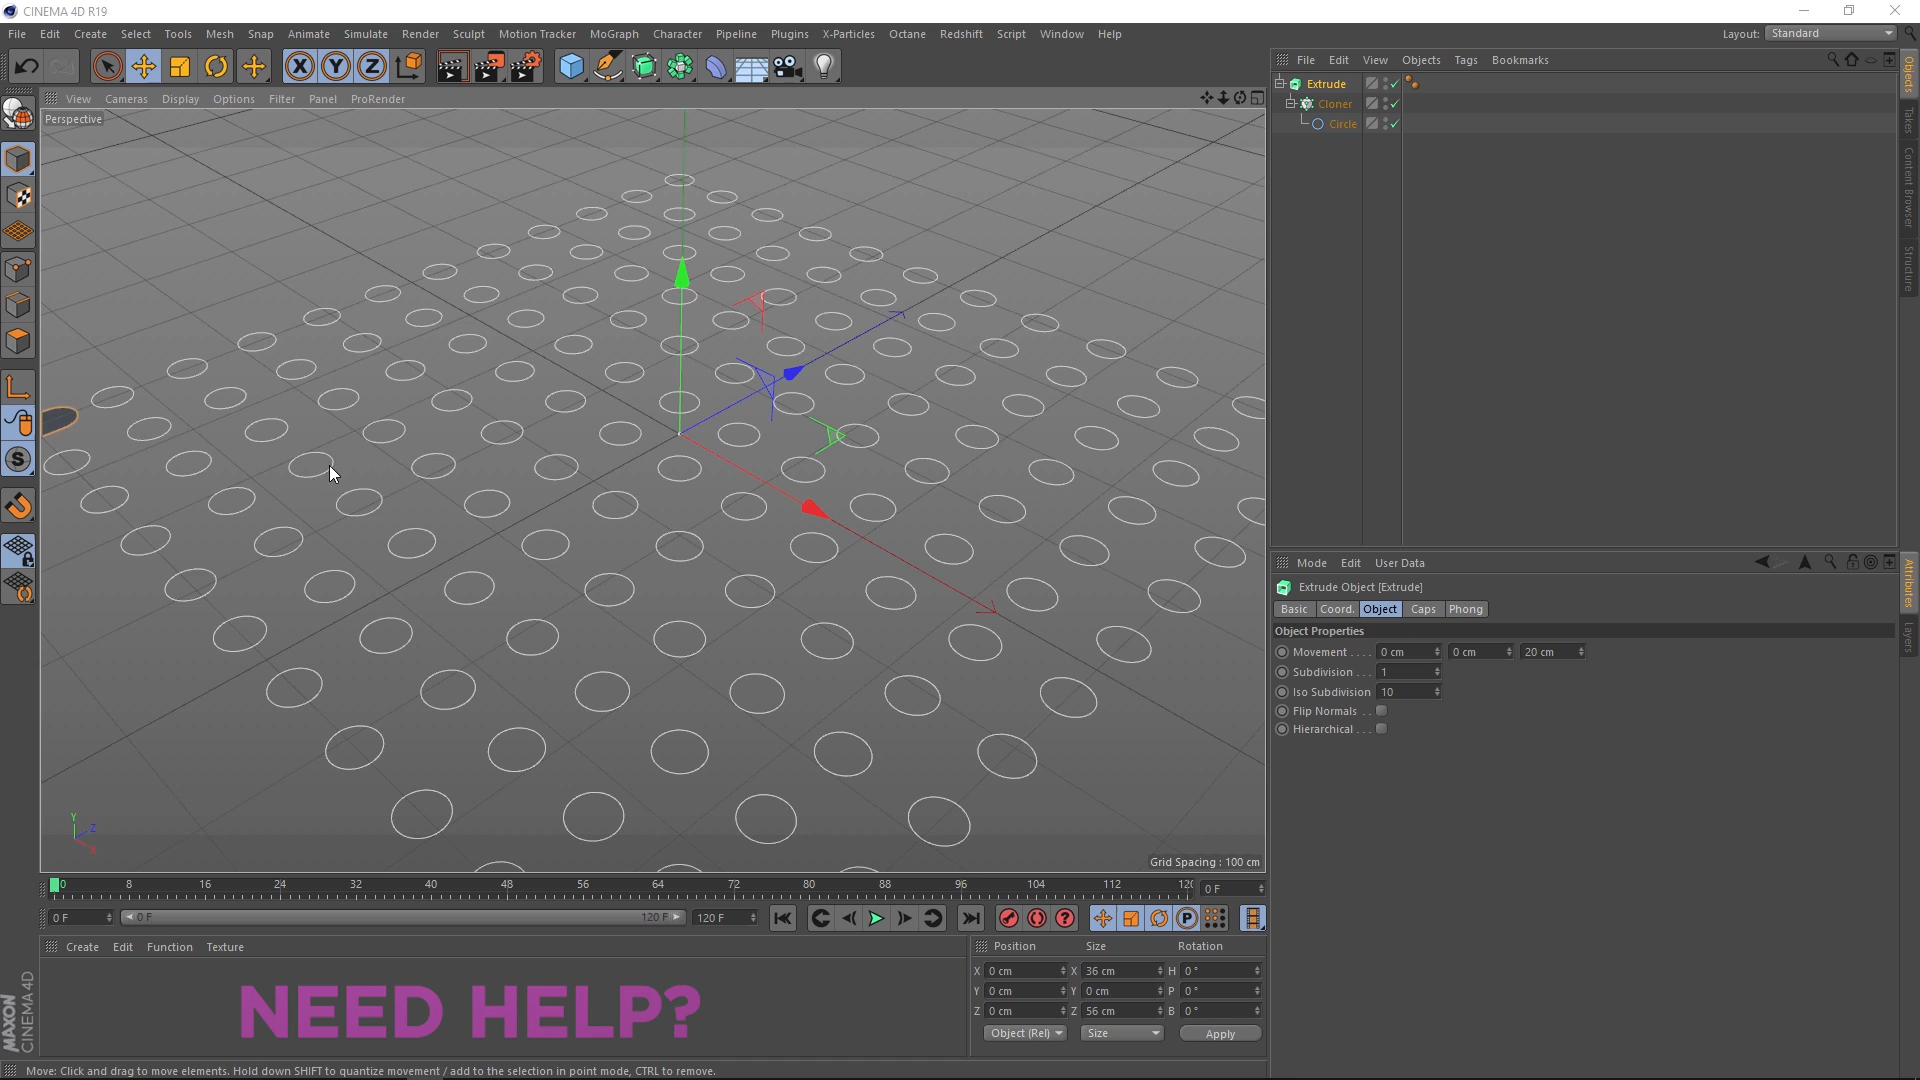 CINEMA 4D R19
File Edit Create Select Tools Mesh Snap Animate Simulate Render Sculpt Motion Tracker MoGraph Character Pipeline Plugins X-Particles Octane Redshift Script Window Help
Layout: Standard
View Cameras Display Options Filter Panel ProRender
Perspective
X Y Z
Grid Spacing : 100 cm
File Edit View Objects Tags Bookmarks
Extrude
Cloner
Circle
Objects
Takes
Content Browser
Structure
Mode Edit User Data
Extrude Object [Extrude]
Basic Coord. Object Caps Phong
Object Properties
Movement . . . . 0 cm 0 cm 20 cm
Subdivision . . . 1
Iso Subdivision 10
Flip Normals . .
Hierarchical . . .
Attributes
Layers
0 8 16 24 32 40 48 56 64 72 80 88 96 104 112 120
0 F
0 F 0 F 120 F 120 F
Create Edit Function Texture
NEED HELP?
MAXON
CINEMA 4D
Position Size Rotation
X 0 cm X 36 cm H 0 °
Y 0 cm Y 0 cm P 0 °
Z 0 cm Z 56 cm B 0 °
Object (Rel) Size Apply
Move: Click and drag to move elements. Hold down SHIFT to quantize movement / add to the selection in point mode, CTRL to remove.